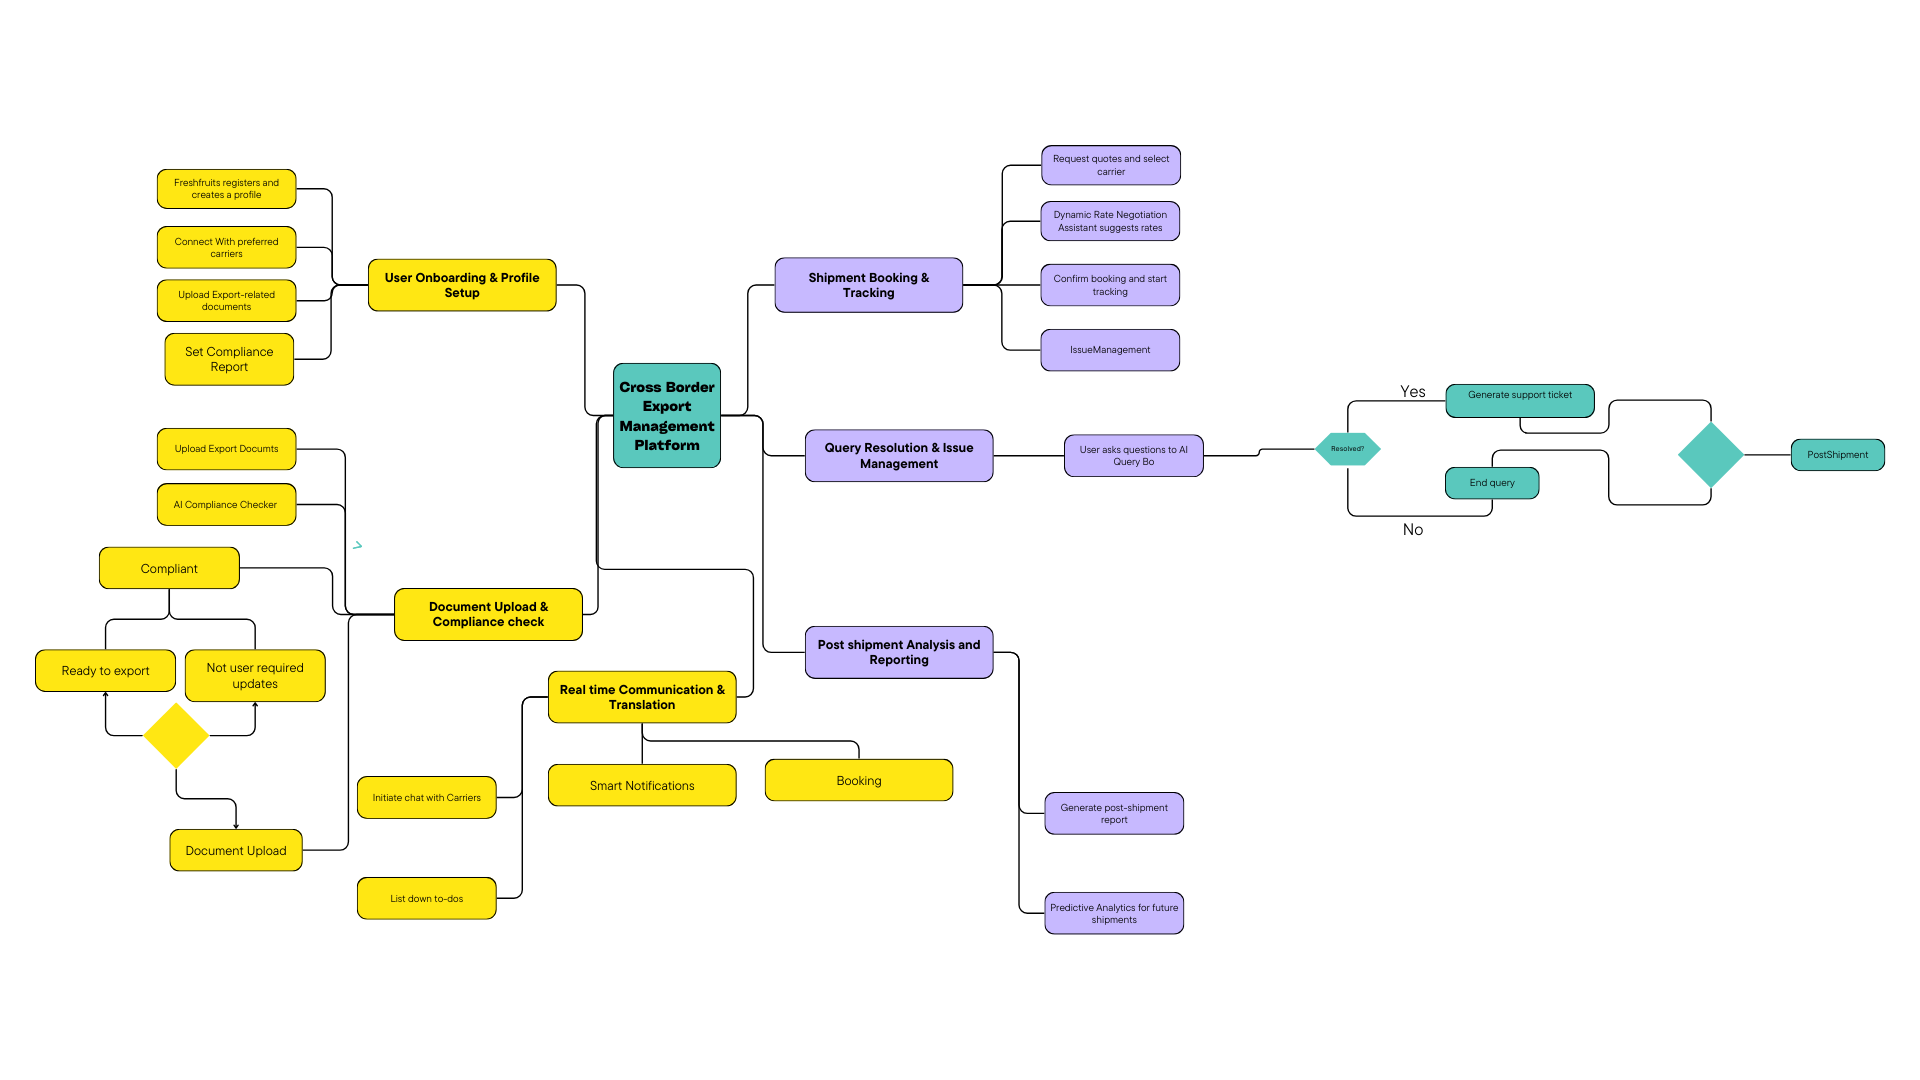 Freshfruits registers and
creates a profile
Connect With preferred
carriers
Upload Export-related
documents
Set Compliance
Report
User Onboarding & Profile
Setup
Upload Export Documts
AI Compliance Checker
Compliant
Ready to export
Not user required
updates
Document Upload
Document Upload &
Compliance check
Cross Border
Export
Management
Platform
Real time Communication &
Translation
Initiate chat with Carriers
List down to-dos
Smart Notifications
Booking
Shipment Booking &
Tracking
Request quotes and select
carrier
Dynamic Rate Negotiation
Assistant suggests rates
Confirm booking and start
tracking
IssueManagement
Query Resolution & Issue
Management
User asks questions to AI
Query Bo
Resolved?
Yes
No
Generate support ticket
End query
PostShipment
Post shipment Analysis and
Reporting
Generate post-shipment
report
Predictive Analytics for future
shipments